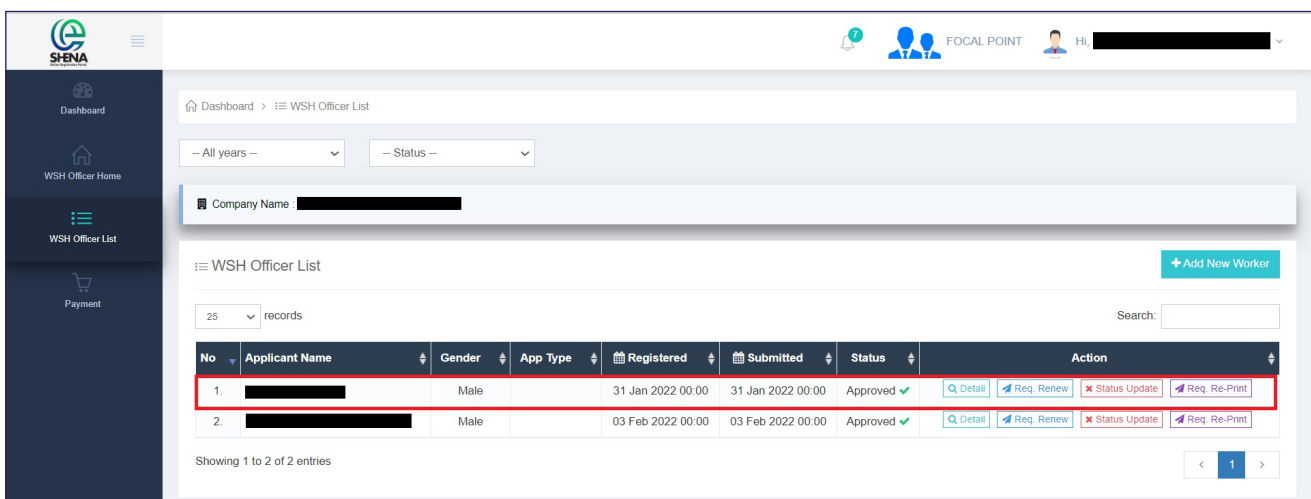 SHENA
7
FOCAL POINT
Hi,
Dashboard
WSH Officer Home
WSH Officer List
Payment
Dashboard > WSH Officer List
-- All years --
-- Status --
Company Name :
WSH Officer List
+ Add New Worker
25 records
Search:
No Applicant Name Gender App Type Registered Submitted Status Action
1. Male 31 Jan 2022 00:00 31 Jan 2022 00:00 Approved Detail Req. Renew Status Update Req. Re-Print
2. Male 03 Feb 2022 00:00 03 Feb 2022 00:00 Approved Detail Req. Renew Status Update Req. Re-Print
Showing 1 to 2 of 2 entries
< 1 >